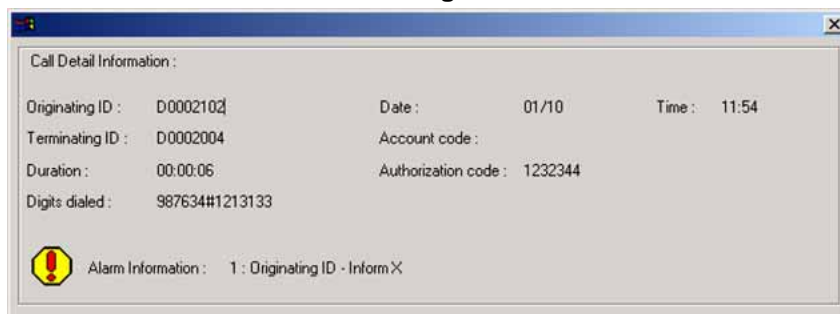 Call Detail Information :
Originating ID : D0002102 Date : 01/10 Time : 11:54
Terminating ID : D0002004 Account code :
Duration : 00:00:06 Authorization code : 1232344
Digits dialed : 987634#1213133
Alarm Information : 1 : Originating ID - Inform X